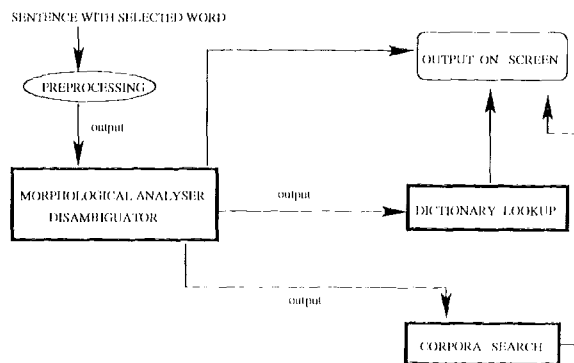 SENTENCE WITH SELECTED WORD
PREPROCESSING
output
OUTPUT ON SCREEN
MORPHOLOGICAL ANALYSER
DISAMBIGUATOR
output
DICTIONARY LOOKUP
output
CORPORA SEARCH